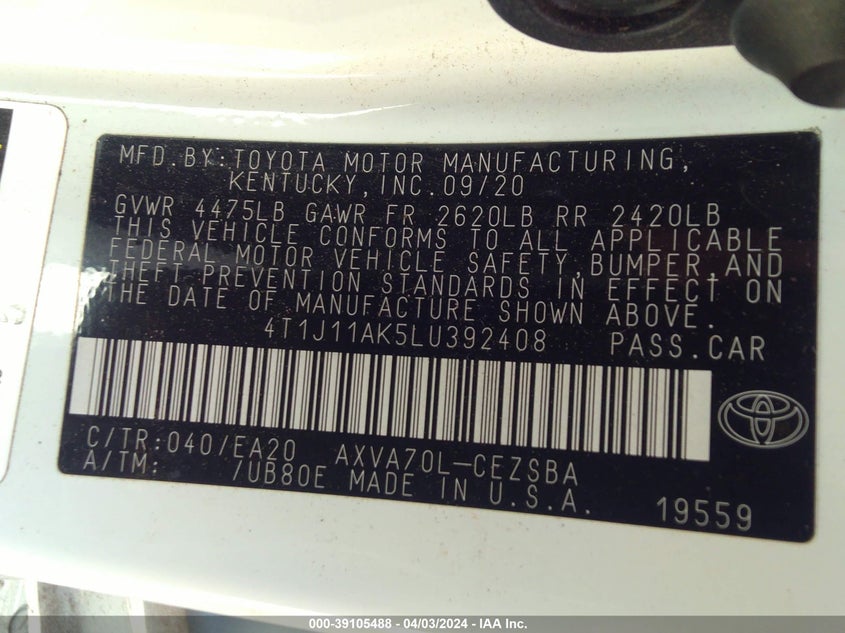 MFD.BY:TOYOTA MOTOR MANUFACTURING,
KENTUCKY,INC.09/20
GVWR 4475LB GAWR FR 2620LB RR 2420LB
THIS VEHICLE CONFORMS TO ALL APPLICABLE
FEDERAL MOTOR VEHICLE SAFETY,BUMPER,AND
THEFT PREVENTION STANDARDS IN EFFECT ON
THE DATE OF MANUFACTURE SHOWN ABOVE.
4T1J11AK5LU392408 PASS.CAR
C/TR:040/EA20 AXVA70L-CEZSBA
A/TM: /UB80E MADE IN U.S.A.
19559
000-39105488 - 04/03/2024 - IAA Inc.